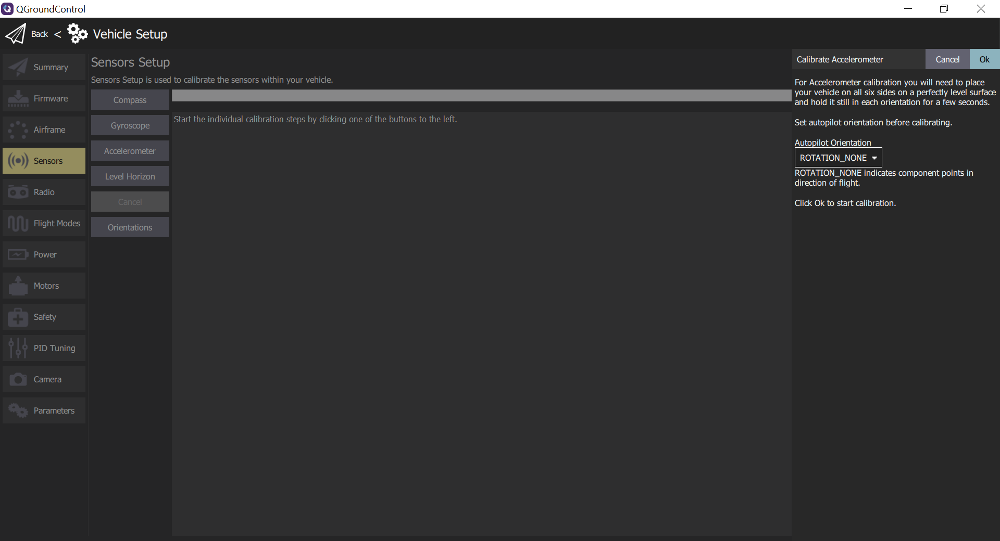 QGroundControl
Back < Vehicle Setup
Summary
Firmware
Airframe
Sensors
Radio
Flight Modes
Power
Motors
Safety
PID Tuning
Camera
Parameters
Sensors Setup
Sensors Setup is used to calibrate the sensors within your vehicle.
Compass
Gyroscope
Accelerometer
Level Horizon
Cancel
Orientations
Start the individual calibration steps by clicking one of the buttons to the left.
Calibrate Accelerometer
Cancel
Ok
For Accelerometer calibration you will need to place
your vehicle on all six sides on a perfectly level surface
and hold it still in each orientation for a few seconds.
Set autopilot orientation before calibrating.
Autopilot Orientation
ROTATION_NONE
ROTATION_NONE indicates component points in
direction of flight.
Click Ok to start calibration.